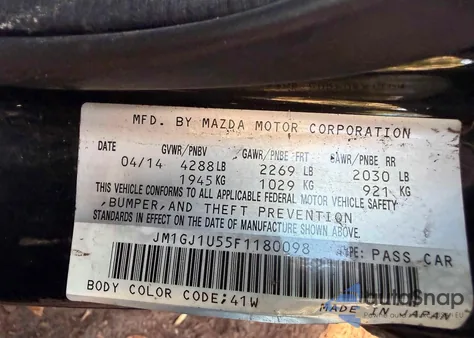 MFD. BY MAZDA MOTOR CORPORATION
DATE GVWR/PNBV GAWR/PNBE FRT GAWR/PNBE RR
04/14 4288LB 2269 LB 2030 LB
1945KG 1029 KG 921 KG
THIS VEHICLE CONFORMS TO ALL APPLICABLE FEDERAL MOTOR VEHICLE SAFETY
,BUMPER,AND THEFT PREVENTION
STANDARDS IN EFFECT ON THE DATE OF MANUFACTURE SHOWN ABOVE.
JM1GJ1U55F1180098 TYPE: PASS CAR
BODY COLOR CODE;41W MADE IN JAPAN
autoSnap